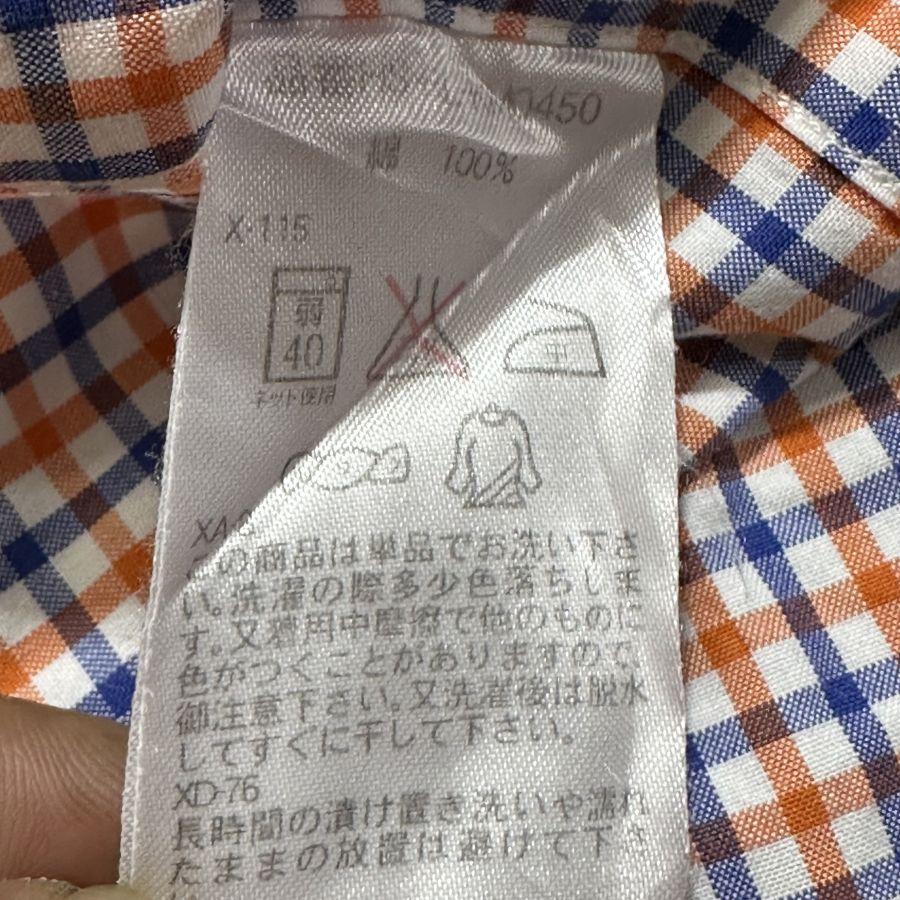 450
綿 100%
X-115
弱
40
ネット使用
中
XA-
この商品は単品でお洗い下さ
い。洗濯の際多少色落ちしま
す。又着用中摩擦で他のものに
色がつくことがありますので、
御注意下さい。又洗濯後は脱水
してすぐに干して下さい。
XD-76
長時間の漬け置き洗いや濡れ
たままの放置は避けて下さ